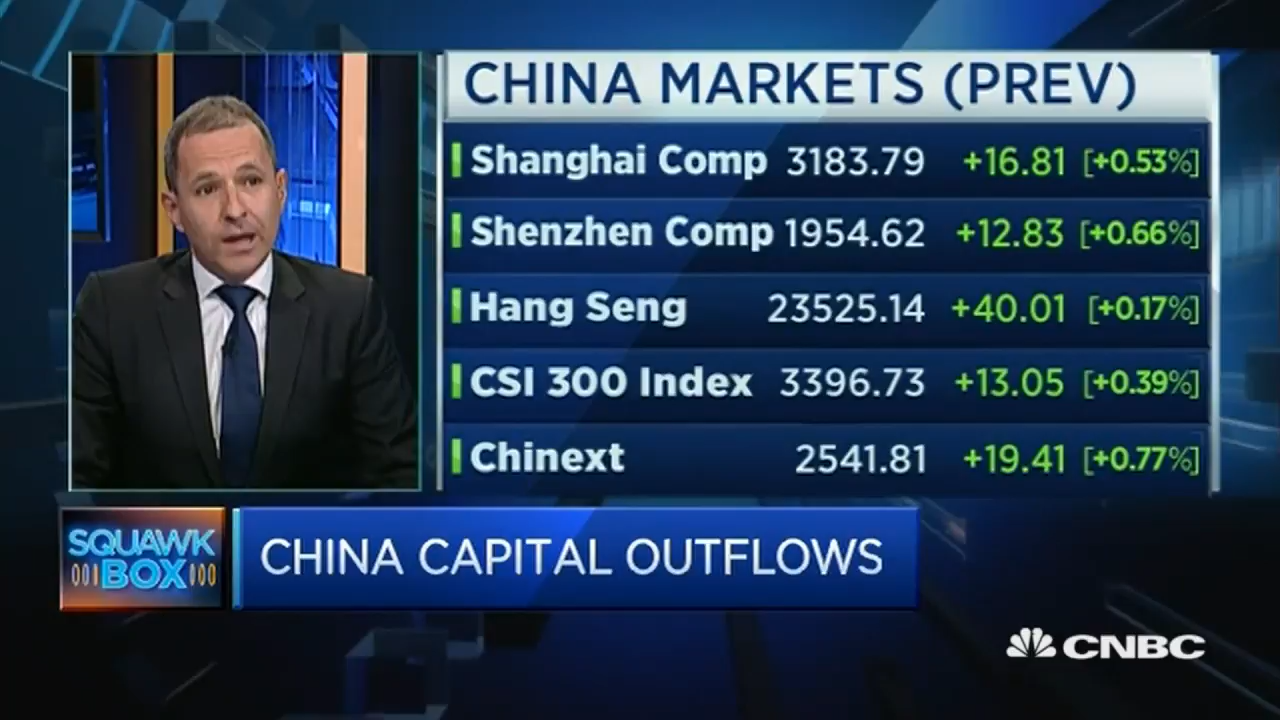 CHINA MARKETS (PREV)
Shanghai Comp 3183.79 +16.81 [+0.53%]
Shenzhen Comp 1954.62 +12.83 [+0.66%]
Hang Seng 23525.14 +40.01 [+0.17%]
CSI 300 Index 3396.73 +13.05 [+0.39%]
Chinext 2541.81 +19.41 [+0.77%]
SQUAWK
BOX
CHINA CAPITAL OUTFLOWS
CNBC